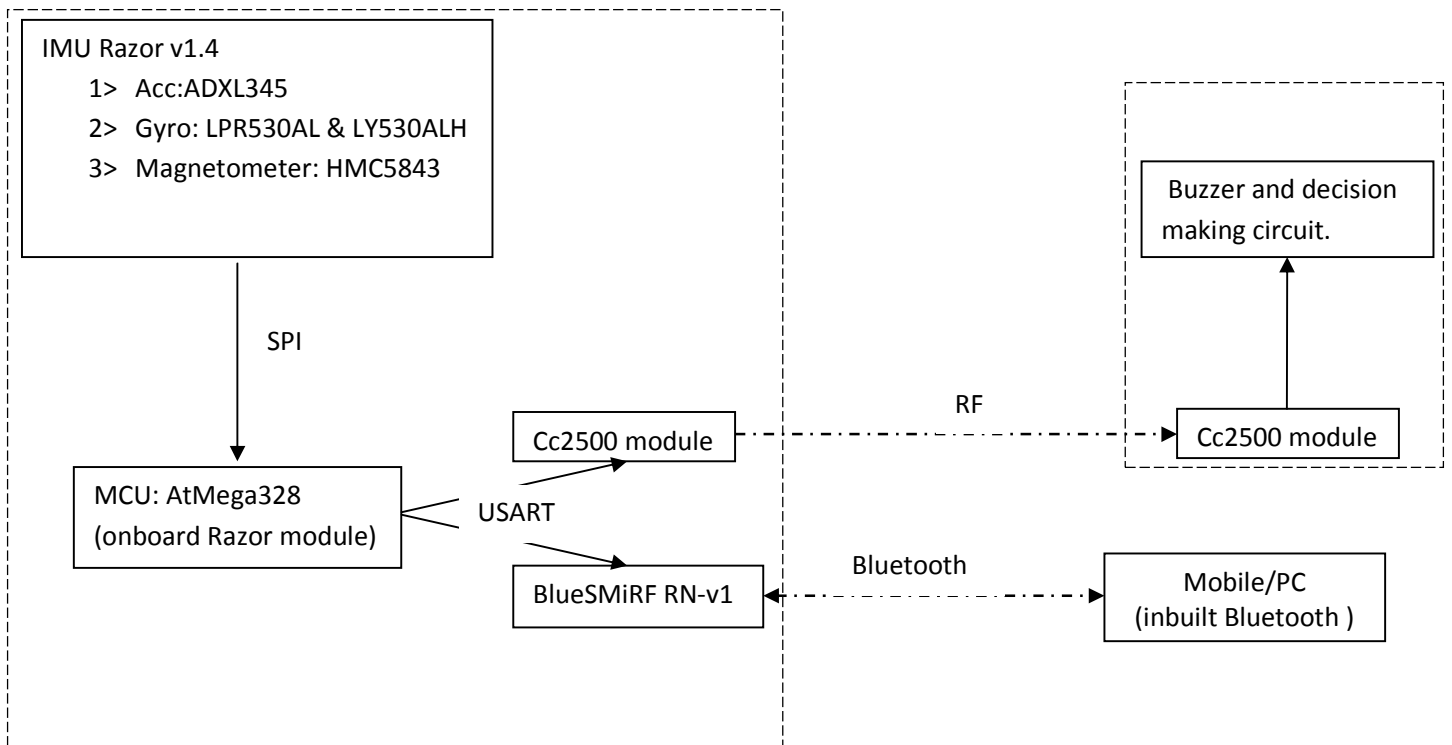 IMU Razor v1.4
1> Acc:ADXL345
2> Gyro: LPR530AL & LY530ALH
3> Magnetometer: HMC5843
SPI
MCU: AtMega328
(onboard Razor module)
USART
Cc2500 module
BlueSMiRF RN-v1
RF
Bluetooth
Buzzer and decision
making circuit.
Cc2500 module
Mobile/PC
(inbuilt Bluetooth )